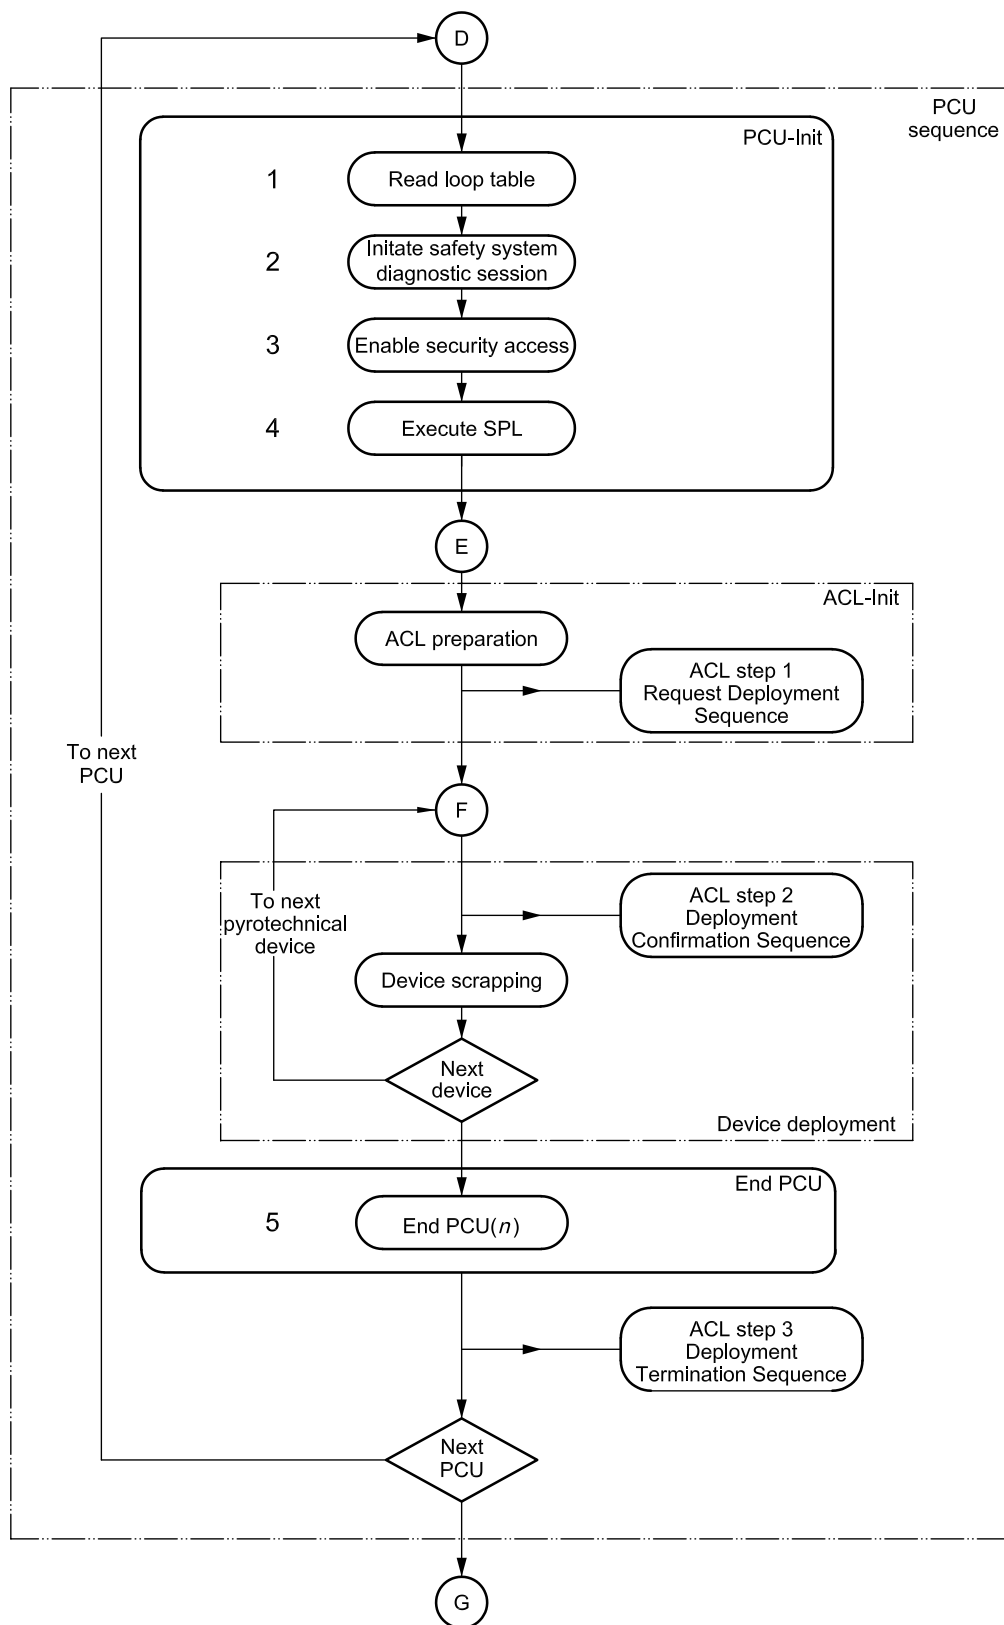 D
PCU
sequence
PCU-Init
1
Read loop table
2
Initate safety system
diagnostic session
3
Enable security access
4
Execute SPL
E
ACL-Init
ACL preparation
ACL step 1
Request Deployment
Sequence
To next
PCU
F
To next
pyrotechnical
device
ACL step 2
Deployment
Confirmation Sequence
Device scrapping
Next
device
Device deployment
End PCU
5
End PCU(n)
ACL step 3
Deployment
Termination Sequence
Next
PCU
G